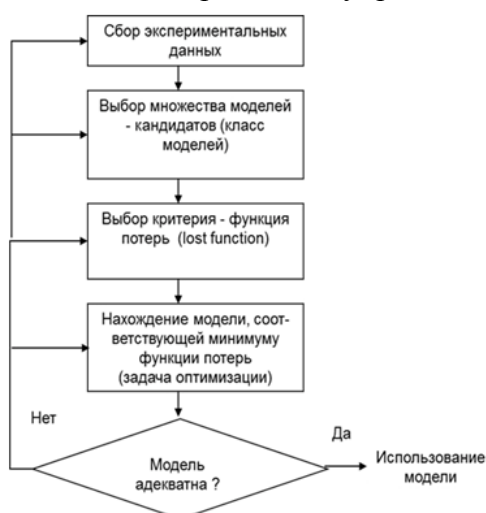 Сбор экспериментальных
данных
Выбор множества моделей
- кандидатов (класс
моделей)
Выбор критерия - функция
потерь (lost function)
Нахождение модели, соот-
ветствующей минимуму
функции потерь
(задача оптимизации)
Нет
Да
Модель
адекватна ?
Использование
модели